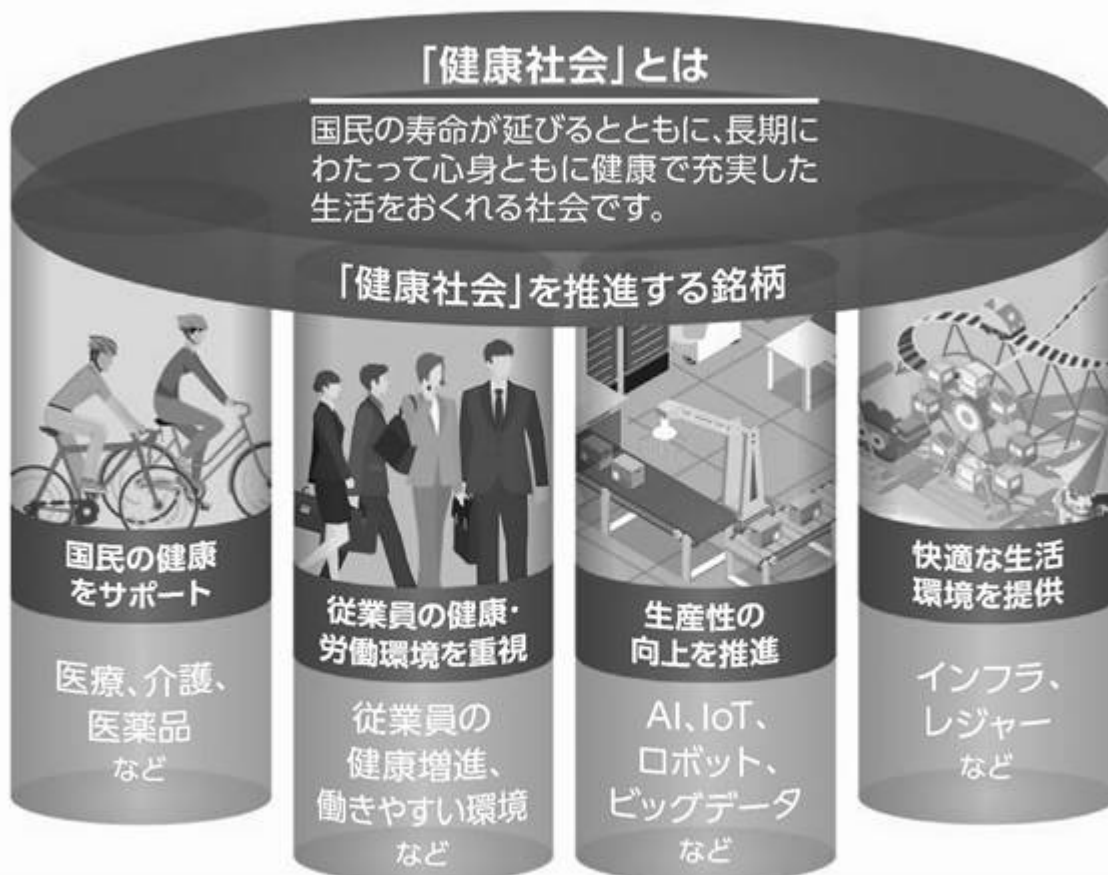 「健康社会」とは
国民の寿命が延びるとともに、長期に
わたって心身ともに健康で充実した
生活をおくれる社会です。
「健康社会」を推進する銘柄
国民の健康
をサポート
医療、介護、
医薬品
など
従業員の健康・
労働環境を重視
従業員の
健康増進、
働きやすい環境
など
生産性の
向上を推進
AI、IoT、
ロボット、
ビッグデータ
など
快適な生活
環境を提供
インフラ、
レジャー
など